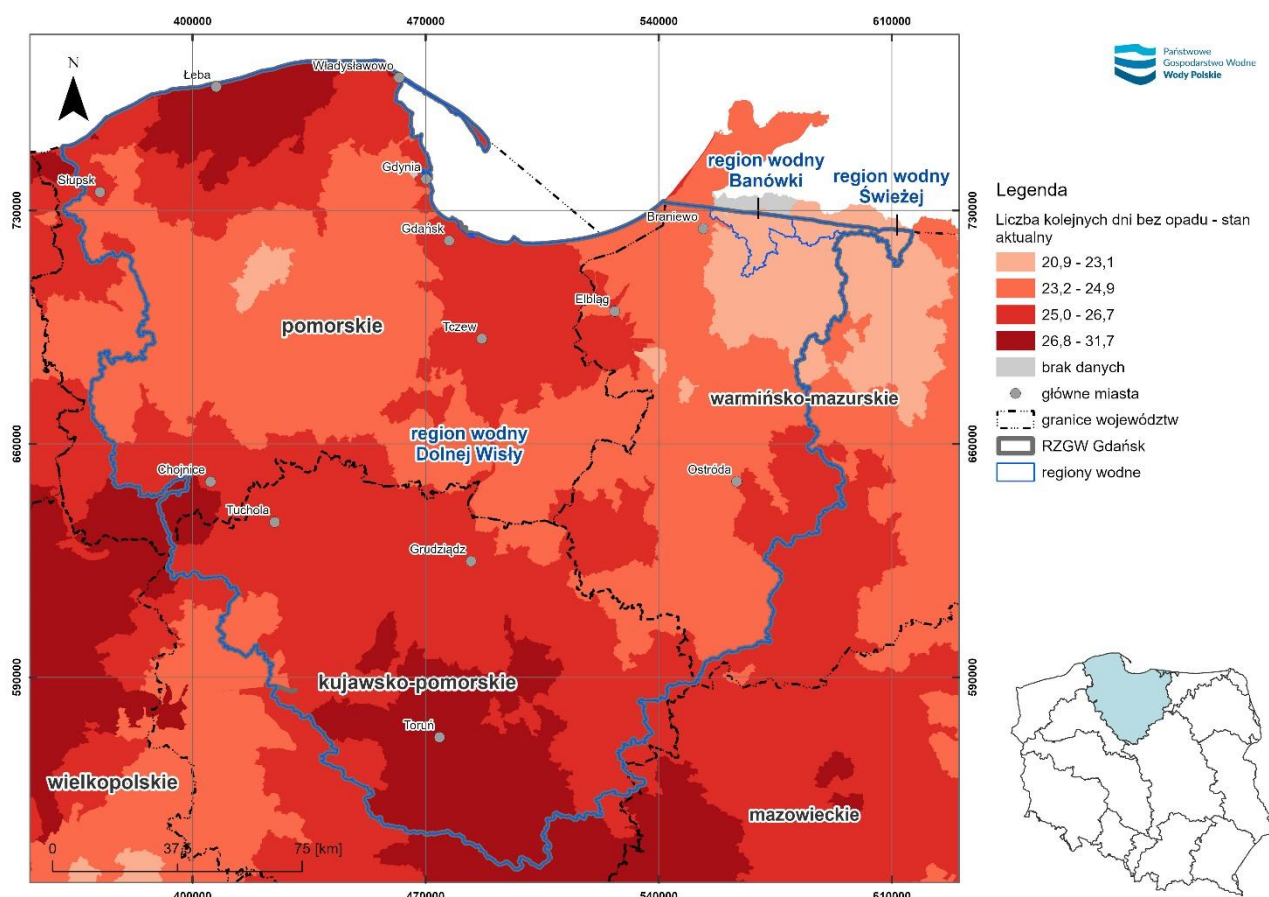 400000
470000
540000
610000
N
Łeba
Władysławowo
Państwowe
Gospodarstwo Wodne
Wody Polskie
Słupsk
Gdynia
region wodny
Banówki
region wodny
Świeżej
730000
730000
Gdańsk
Braniewo
Legenda
Liczba kolejnych dni bez opadu - stan
aktualny
20,9 - 23,1
23,2 - 24,9
25,0 - 26,7
26,8 - 31,7
brak danych
główne miasta
granice województw
RZGW Gdańsk
regiony wodne
Elbląg
pomorskie
Tczew
warmińsko-mazurskie
region wodny
Dolnej Wisły
660000
660000
Chojnice
Ostróda
Tuchola
Grudziądz
590000
590000
kujawsko-pomorskie
Toruń
wielkopolskie
mazowieckie
0
37,5
75 [km]
400000
470000
540000
610000